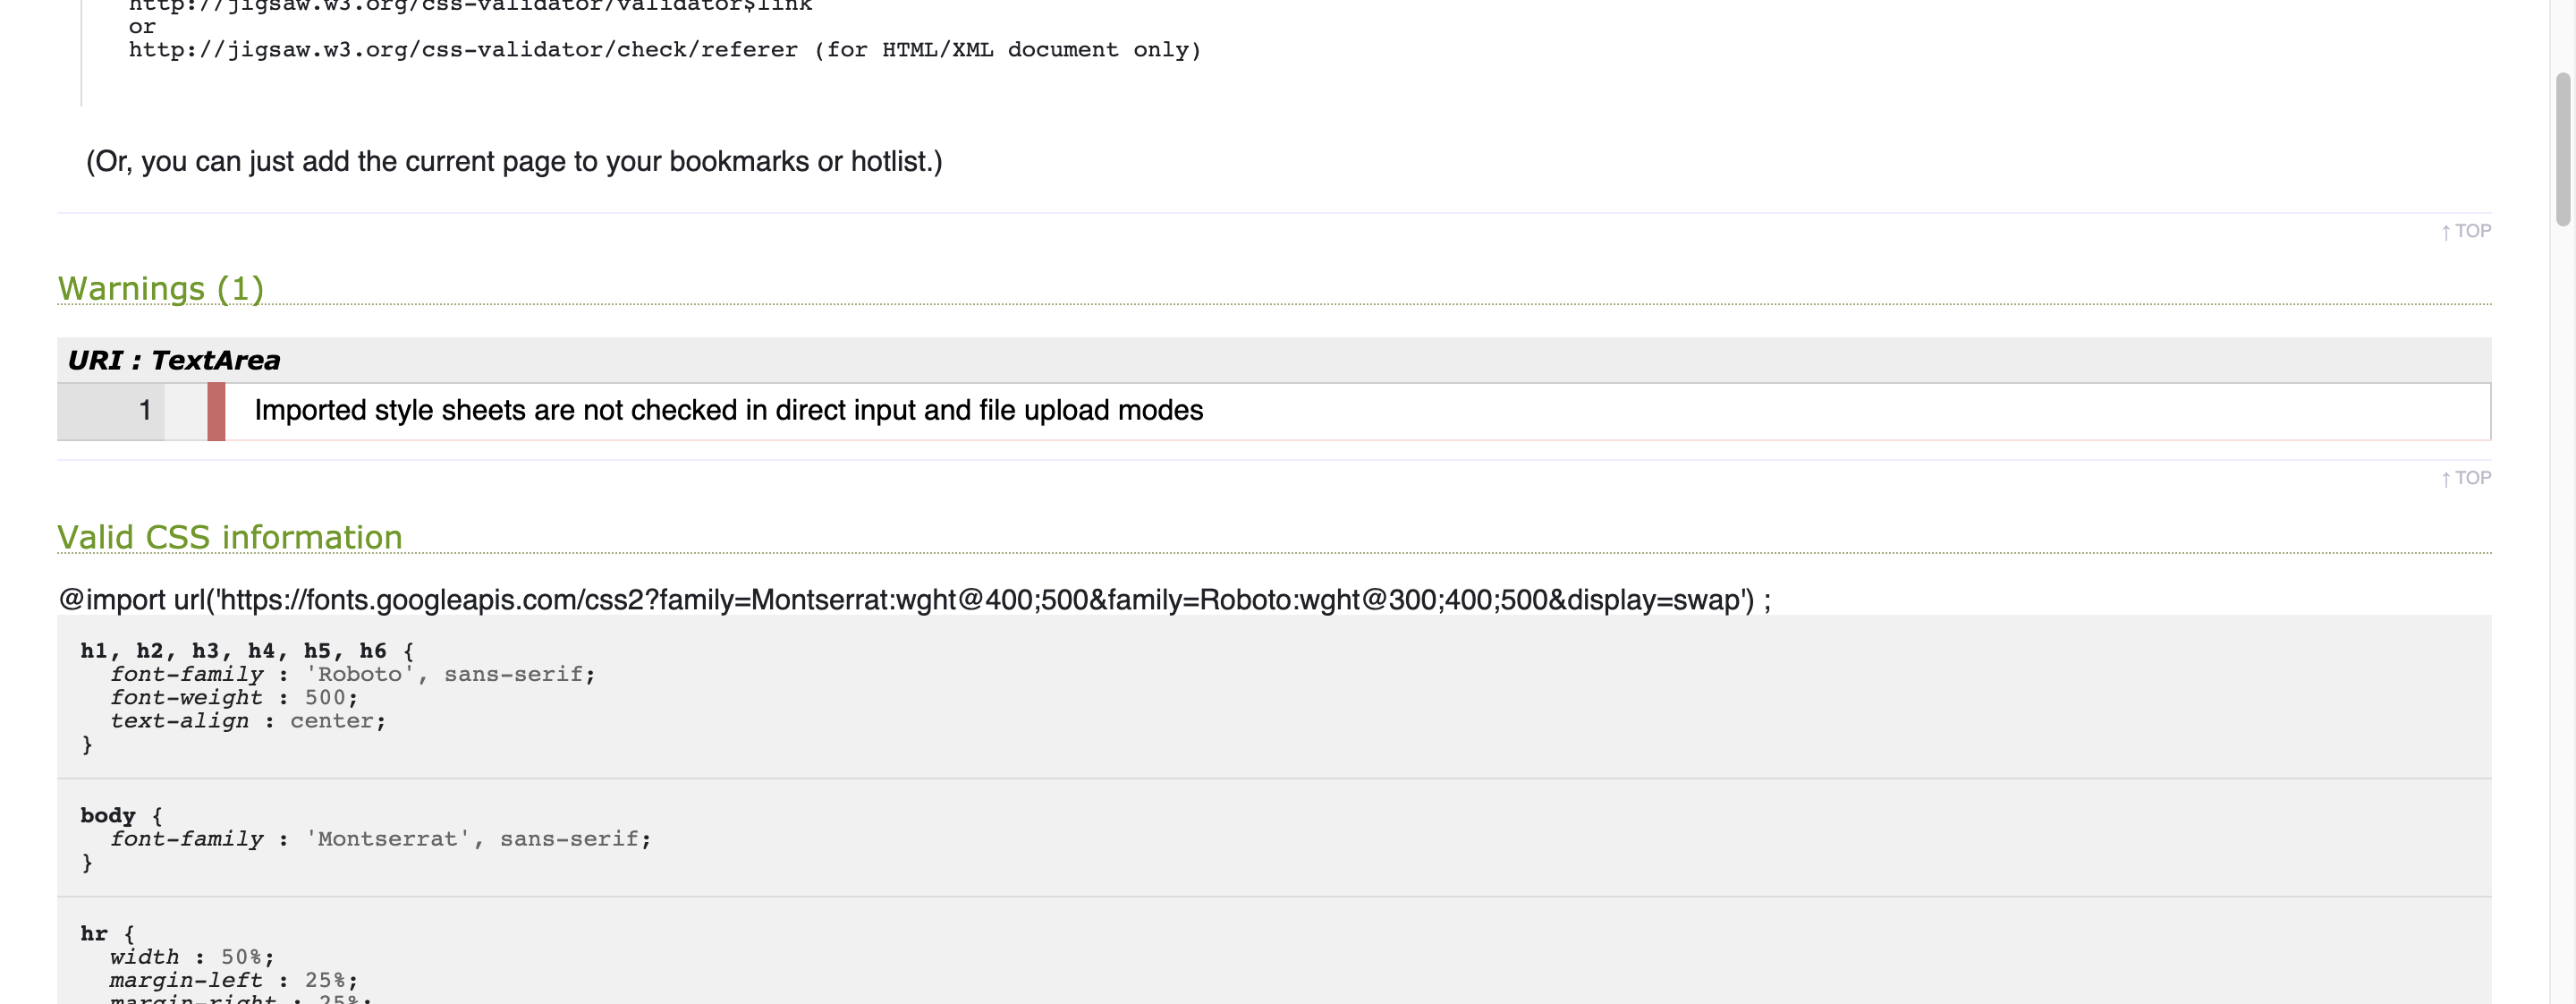 http://jigsaw.w3.org/css-validator/validator$link
or
http://jigsaw.w3.org/css-validator/check/referer (for HTML/XML document only)
(Or, you can just add the current page to your bookmarks or hotlist.)
↑ TOP
Warnings (1)
URI : TextArea
1 Imported style sheets are not checked in direct input and file upload modes
↑ TOP
Valid CSS information
@import url('https://fonts.googleapis.com/css2?family=Montserrat:wght@400;500&family=Roboto:wght@300;400;500&display=swap') ;
h1, h2, h3, h4, h5, h6 {
font-family : 'Roboto', sans-serif;
font-weight : 500;
text-align : center;
}
body {
font-family : 'Montserrat', sans-serif;
}
hr {
width : 50%;
margin-left : 25%;
margin-right : 25%;